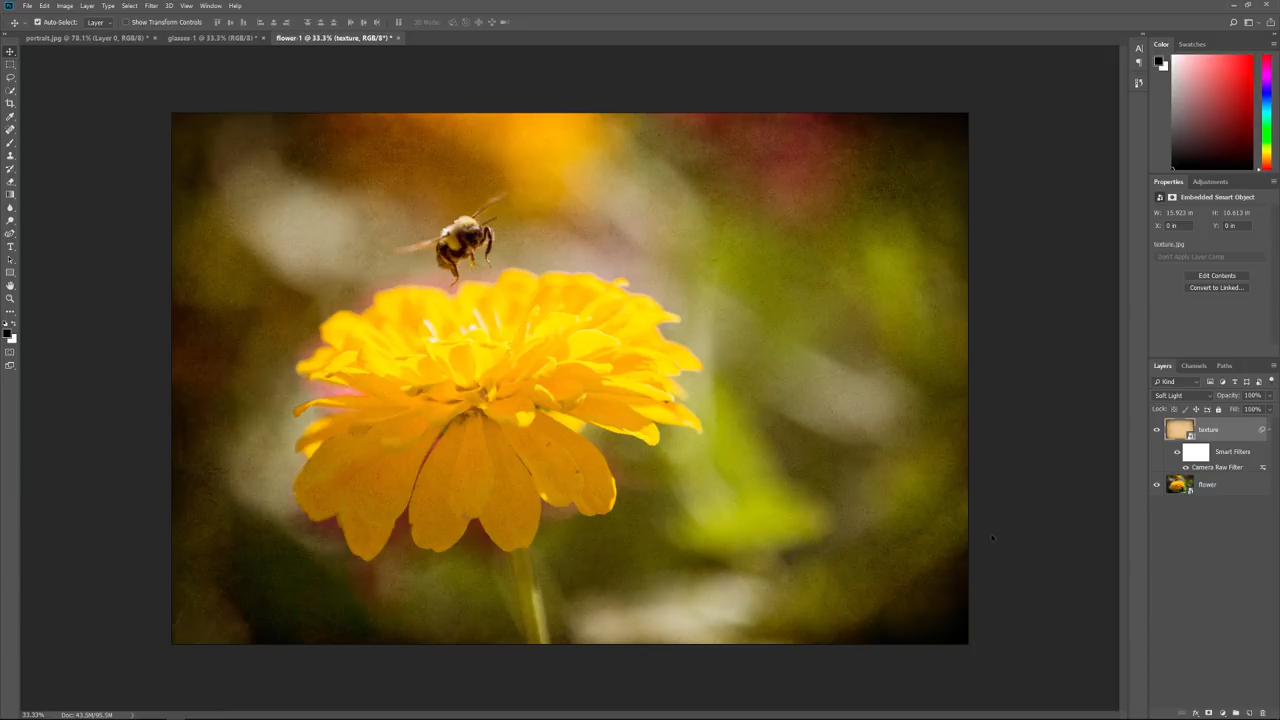 Ps File Edit Image Layer Type Select Filter 3D View Window Help
Auto-Select: Layer Show Transform Controls 3D Mode:
portrait.jpg @ 78.1% (Layer 0, RGB/8) * × glasses-1 @ 33.3% (RGB/8) * × flower-1 @ 33.3% (texture, RGB/8*) * ×
Color Swatches
Properties Adjustments
Embedded Smart Object
W: 15.923 in H: 10.613 in
X: 0 in Y: 0 in
texture.jpg
Don't Apply Layer Comp
Edit Contents
Convert to Linked...
Layers Channels Paths
Kind
Soft Light Opacity: 100%
Lock: Fill: 100%
texture
Smart Filters
Camera Raw Filter
flower
33.33% Doc: 43.5M/95.5M